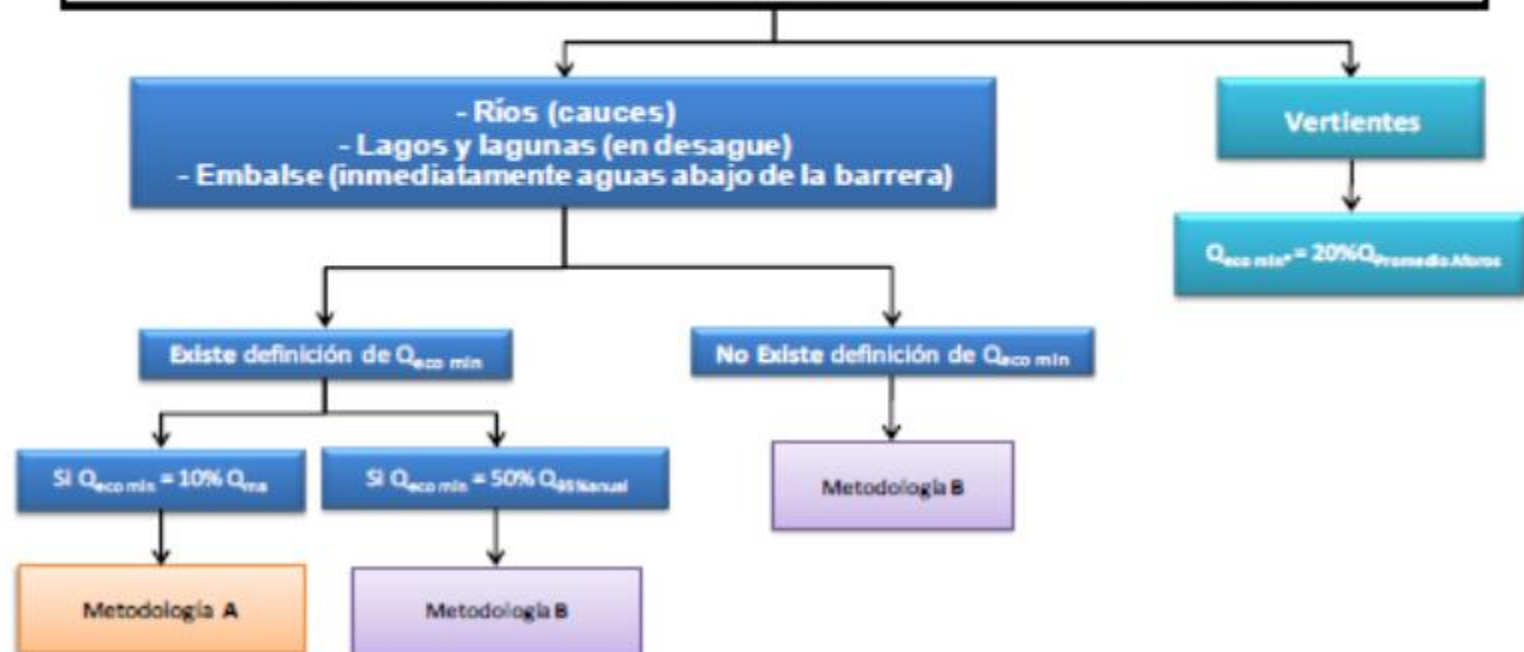 - Ríos (cauces)
- Lagos y lagunas (en desague)
- Embalse (inmediatamente aguas abajo de la barrera)
Vertientes
Qeco min* = 20%QPromedio Aforos
Existe definición de Qeco min
No Existe definición de Qeco min
Si Qeco min = 10% Qma
Si Qeco min = 50% Q95%anual
Metodología B
Metodología A
Metodología B